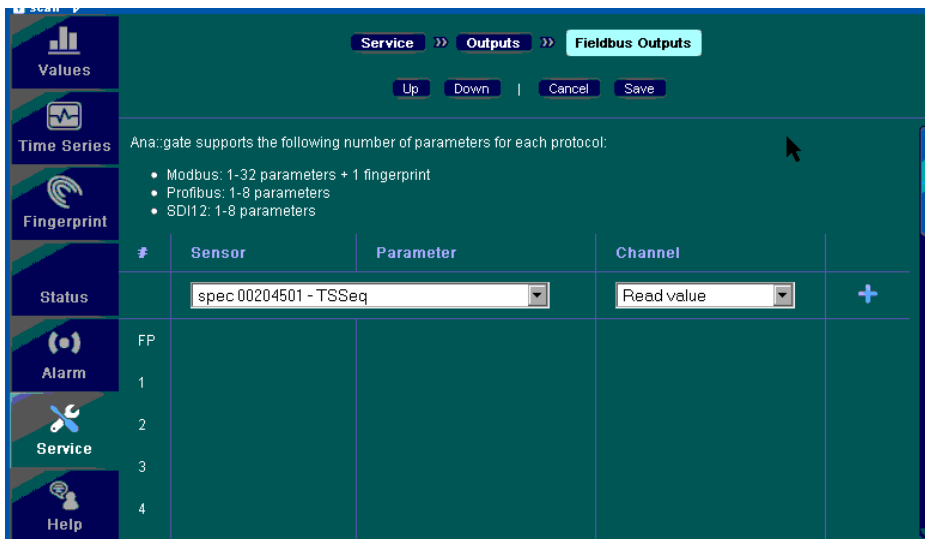 scan
Values
Time Series
Fingerprint
Status
Alarm
Service
Help
Service » Outputs » Fieldbus Outputs
Up Down | Cancel Save
Ana::gate supports the following number of parameters for each protocol:
• Modbus: 1-32 parameters + 1 fingerprint
• Profibus: 1-8 parameters
• SDI12: 1-8 parameters
# Sensor Parameter Channel
spec 00204501 - TSSeq Read value +
FP
1
2
3
4